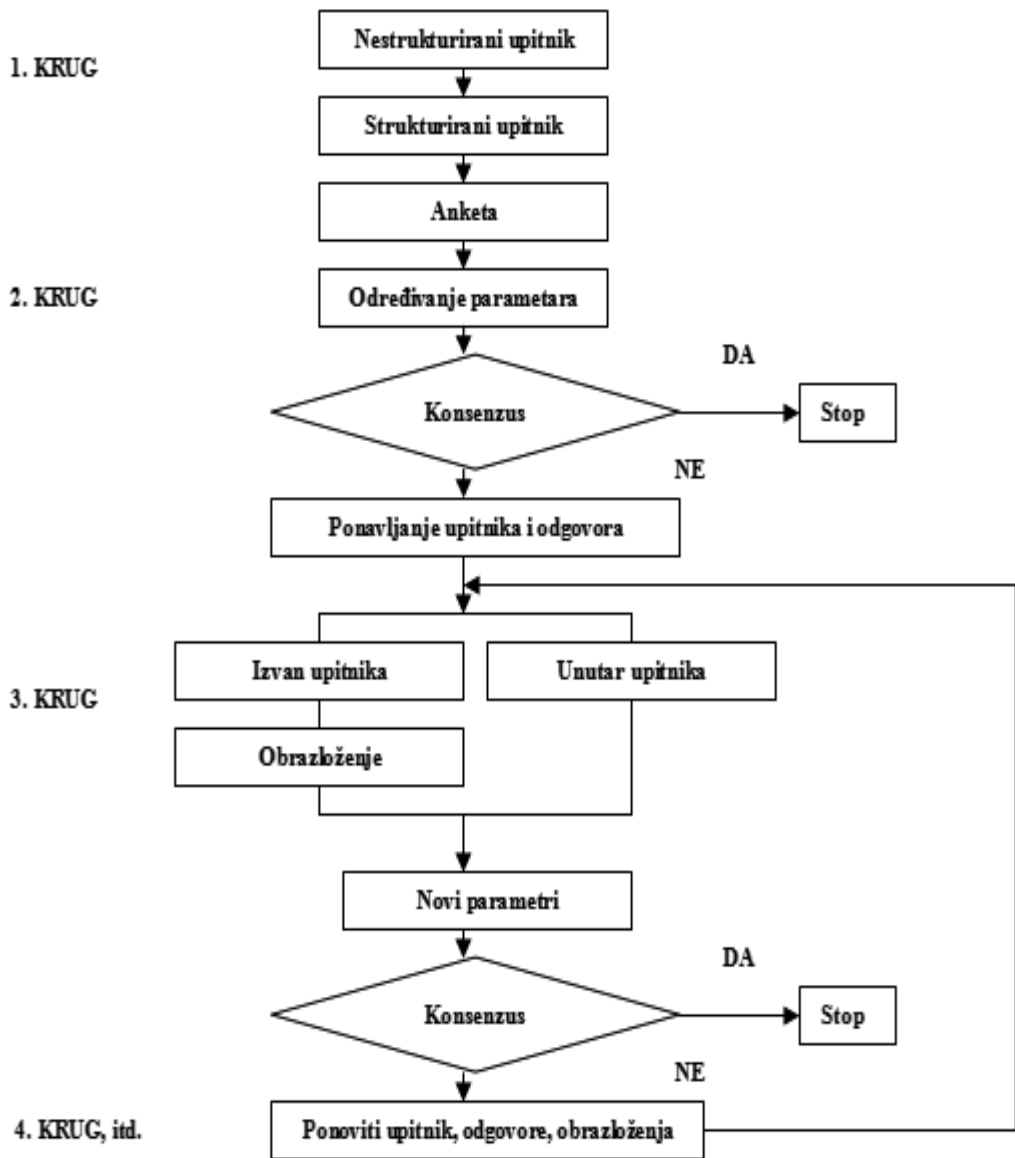 Nestrukturirani upitnik
1. KRUG
Strukturirani upitnik
Anketa
2. KRUG
Određivanje parametara
DA
Konsenzus
Stop
NE
Ponavljanje upitnika i odgovora
Izvan upitnika
Unutar upitnika
3. KRUG
Obrazloženje
Novi parametri
DA
Konsenzus
Stop
NE
4. KRUG, itd.
Ponoviti upitnik, odgovore, obrazloženja